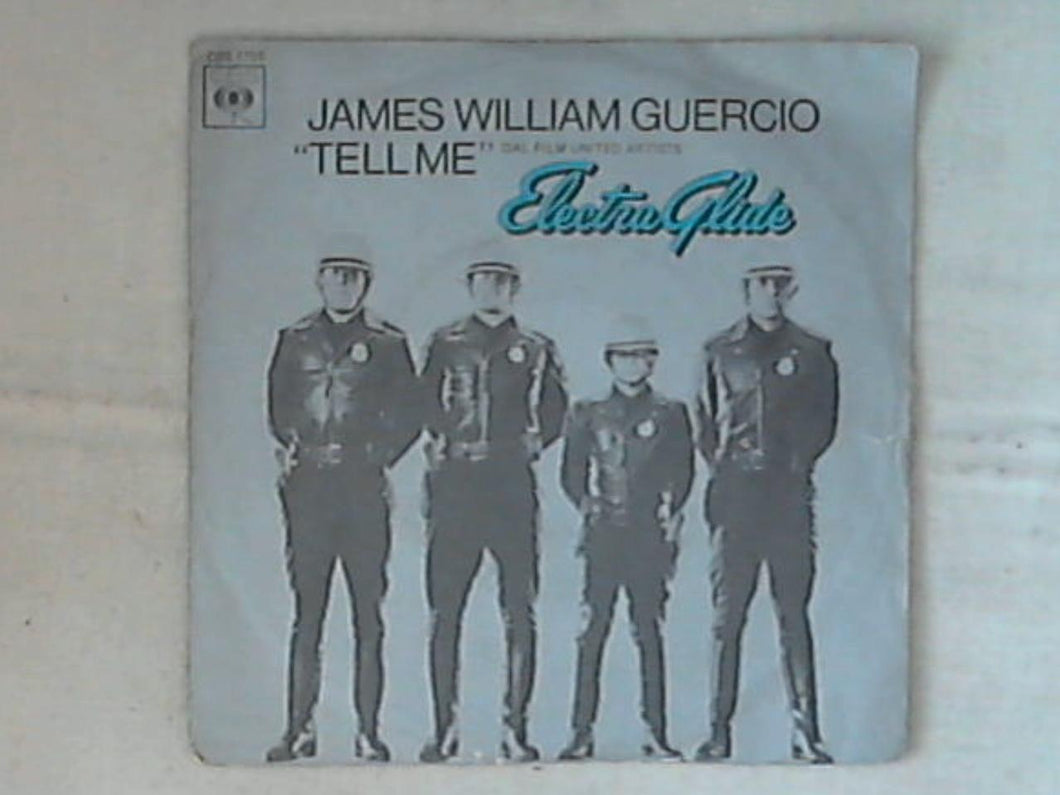 JAMES WILLIAM GUERCIO
"TELL ME" DAL FILM UNITED ARTISTS
Electra Glide